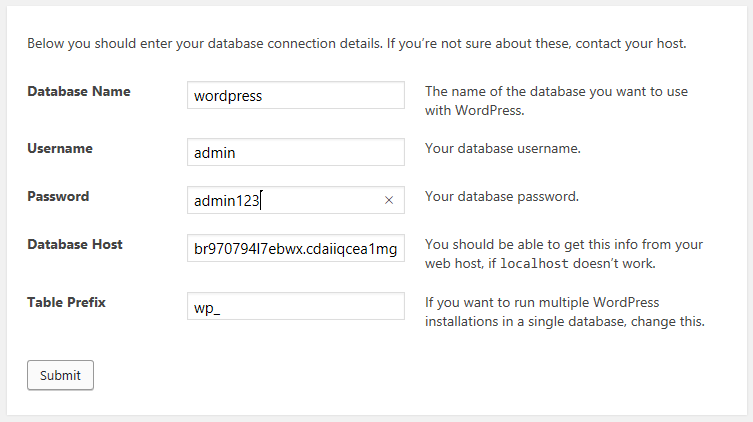 Below you should enter your database connection details. If you’re not sure about these, contact your host.
Database Name
wordpress
The name of the database you want to use
with WordPress.
Username
admin
Your database username.
Password
admin123
Your database password.
Database Host
br970794l7ebwx.cdaiiqcea1mg
You should be able to get this info from your
web host, if localhost doesn’t work.
Table Prefix
wp_
If you want to run multiple WordPress
installations in a single database, change this.
Submit